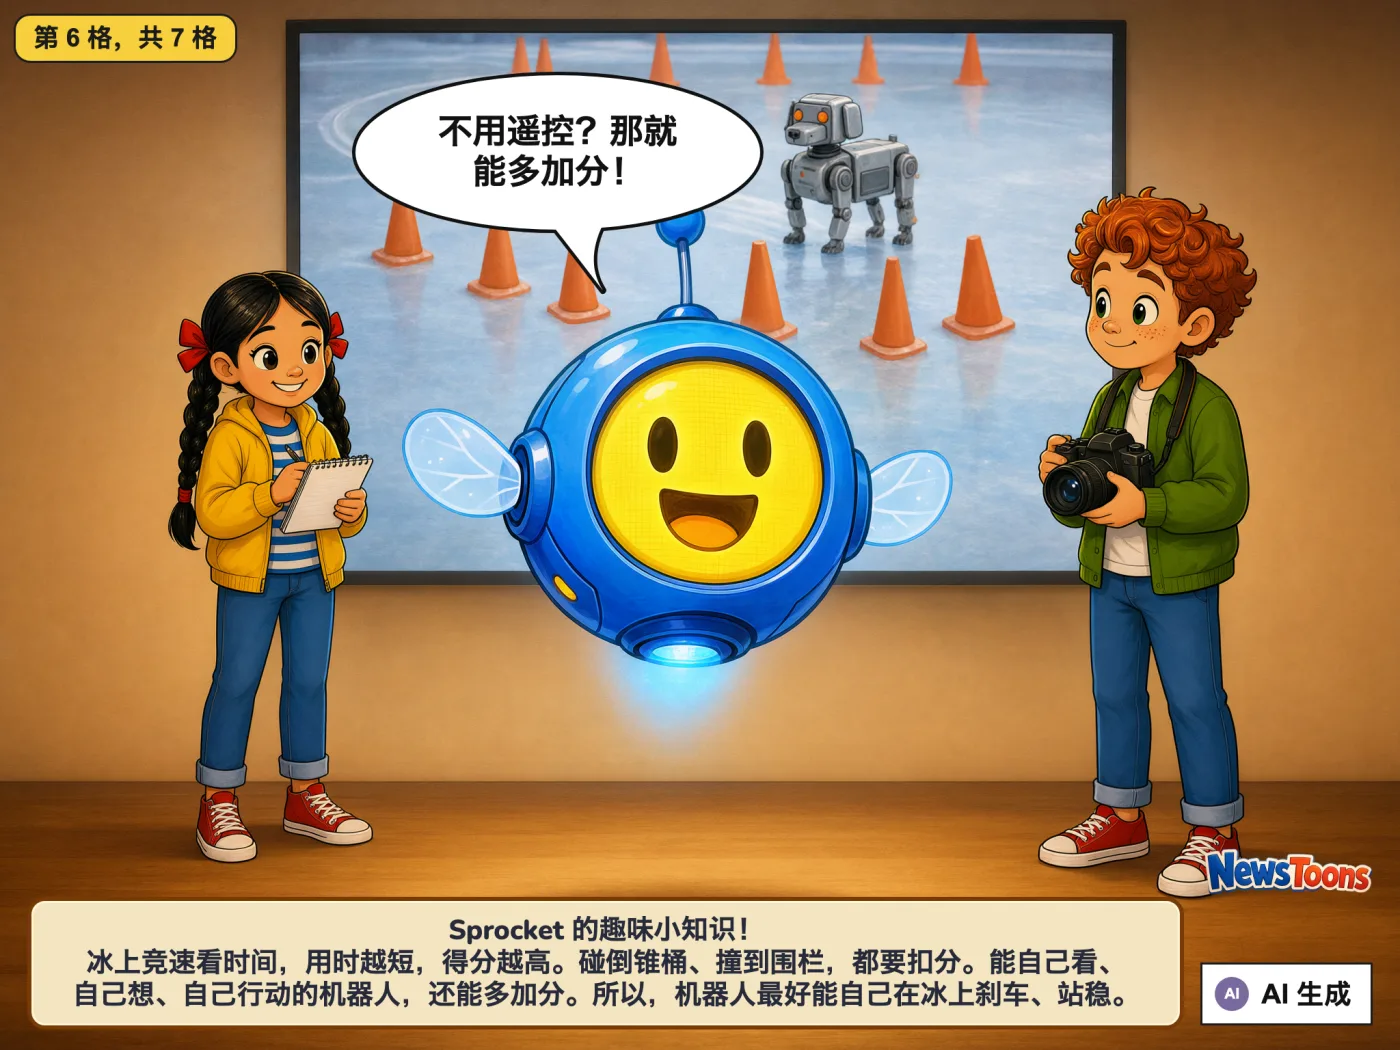 第 6 格，共 7 格
不用遥控？那就
能多加分！
Sprocket 的趣味小知识！
冰上竞速看时间，用时越短，得分越高。碰倒锥桶、撞到围栏，都要扣分。能自己看、
自己想、自己行动的机器人，还能多加分。所以，机器人最好能自己在冰上刹车、站稳。
NewsToons
AI AI 生成